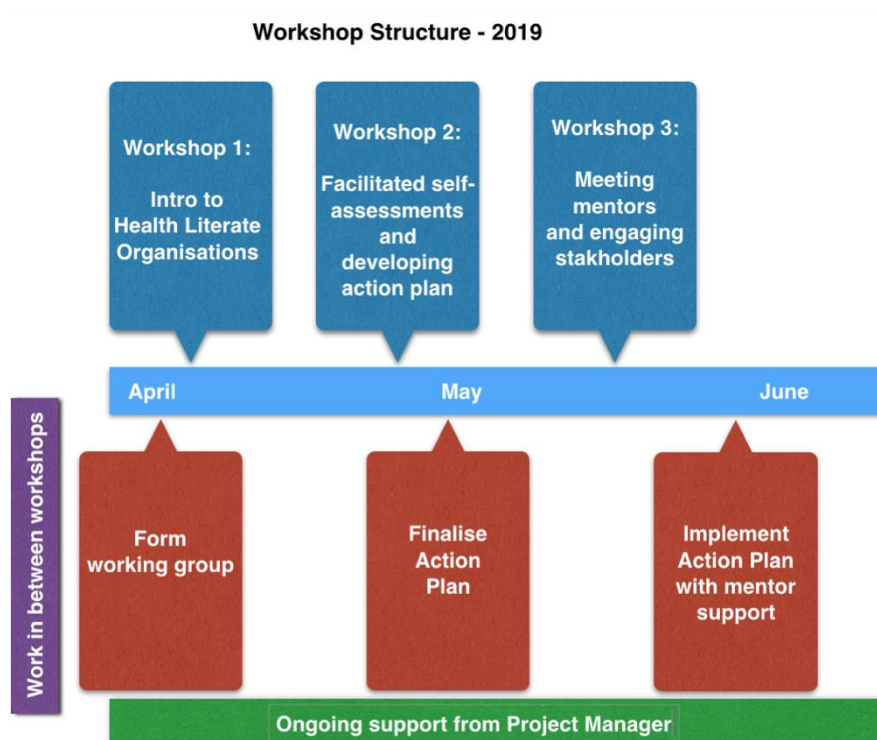 Workshop Structure - 2019
Workshop 1:
Intro to
Health Literate
Organisations
Workshop 2:
Facilitated self-
assessments
and
developing
action plan
Workshop 3:
Meeting
mentors
and engaging
stakholders
April
May
June
Work in between workshops
Form
working group
Finalise
Action
Plan
Implement
Action Plan
with mentor
support
Ongoing support from Project Manager